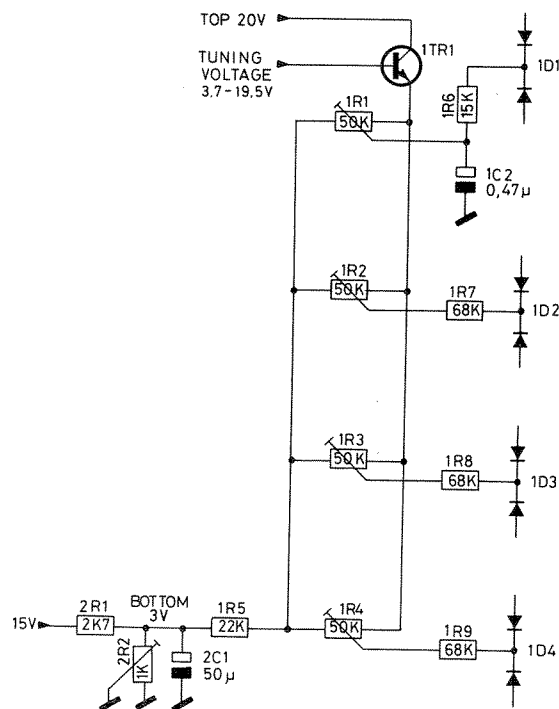 TOP 20V
1TR1
TUNING
VOLTAGE
3,7-19,5V
1D1
1R1
50K
1R6
15K
1C2
0,47µ
1R2
50K
1R7
68K
1D2
1R3
50K
1R8
68K
1D3
15V
2R1
2K7
BOTTOM
3V
1R5
22K
1R4
50K
2R2
1K
2C1
50µ
1R9
68K
1D4